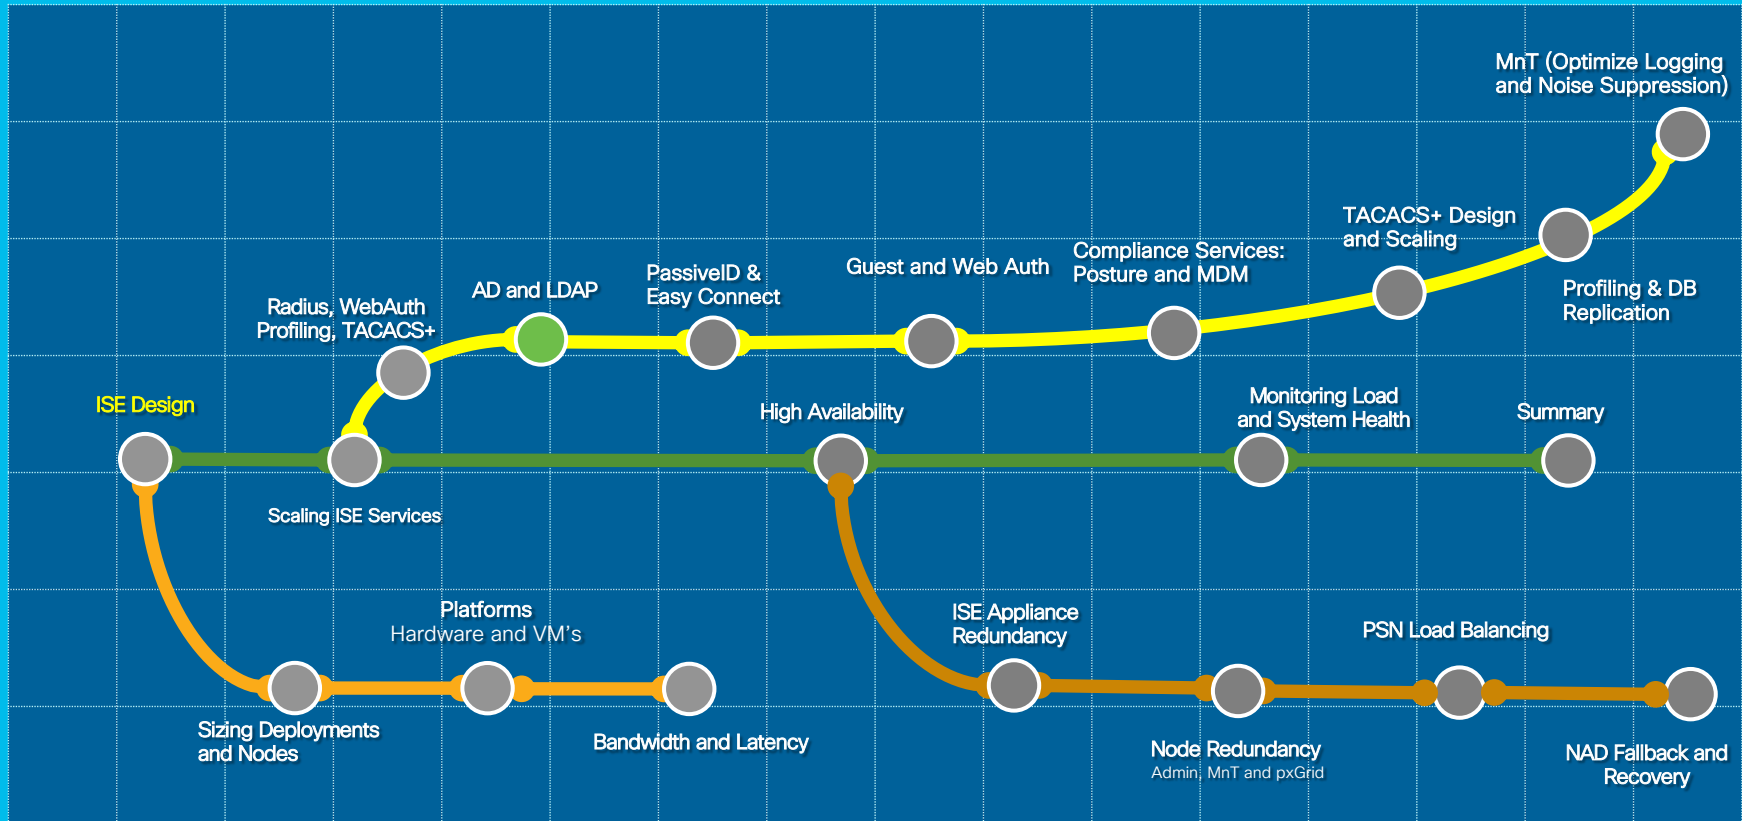 MnT (Optimize Logging
and Noise Suppression)
TACACS+ Design
and Scaling
Compliance Services:
Posture and MDM
Guest and Web Auth
PassiveID &
Easy Connect
AD and LDAP
Radius, WebAuth
Profiling, TACACS+
Profiling & DB
Replication
ISE Design
High Availability
Monitoring Load
and System Health
Summary
Scaling ISE Services
Platforms
Hardware and VM's
ISE Appliance
Redundancy
PSN Load Balancing
Sizing Deployments
and Nodes
Bandwidth and Latency
Node Redundancy
Admin, MnT and pxGrid
NAD Fallback and
Recovery